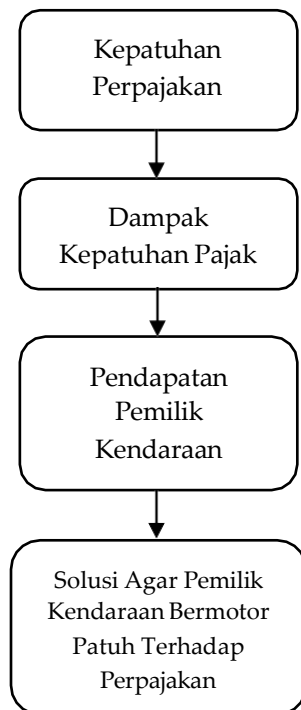 Kepatuhan
Perpajakan
Dampak
Kepatuhan Pajak
Pendapatan
Pemilik
Kendaraan
Solusi Agar Pemilik
Kendaraan Bermotor
Patuh Terhadap
Perpajakan